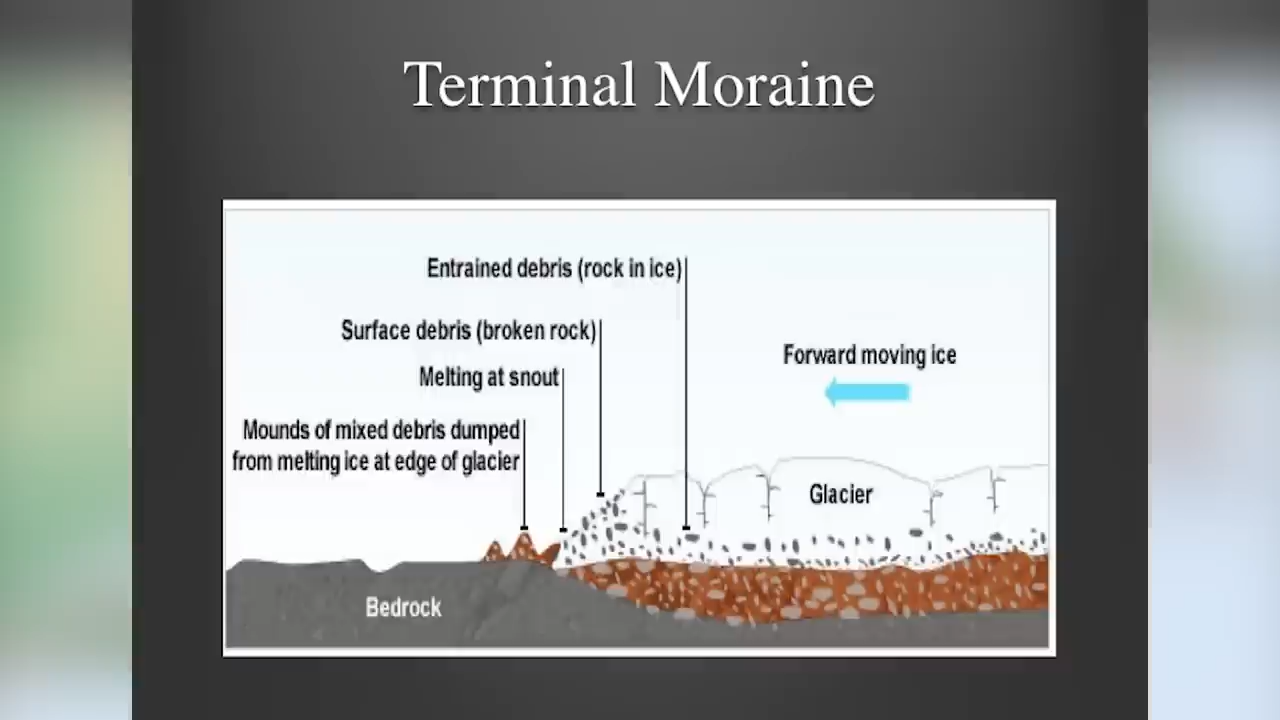 Terminal Moraine
Entrained debris (rock in ice)
Surface debris (broken rock)
Forward moving ice
Melting at snout
Mounds of mixed debris dumped
from melting ice at edge of glacier
Glacier
Bedrock